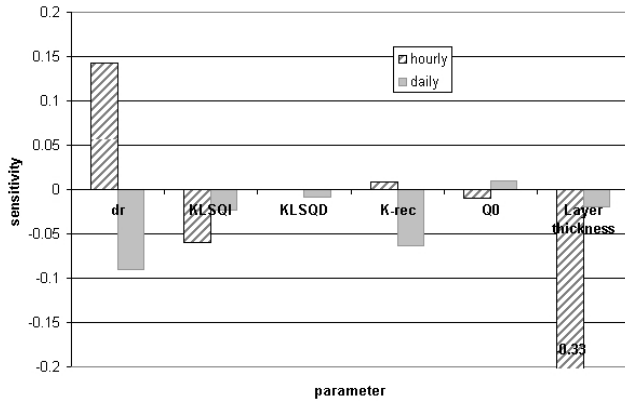 0.2
0.15
0.1
0.05
0
-0.05
-0.1
-0.15
-0.2
sensitivity
hourly
daily
dr
KLSQI
KLSQD
K-rec
Q0
Layer
thickness
-0.33
parameter